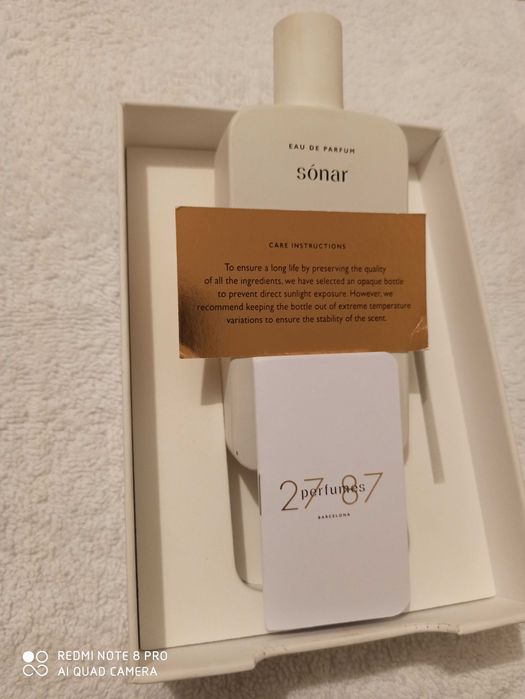 EAU DE PARFUM
sónar
CARE INSTRUCTIONS
To ensure a long life by preserving the quality
of all the ingredients, we have selected an opaque bottle
to prevent direct sunlight exposure. However, we
recommend keeping the bottle out of extreme temperature
variations to ensure the stability of the scent.
27 87
perfumes
BARCELONA
REDMI NOTE 8 PRO
AI QUAD CAMERA